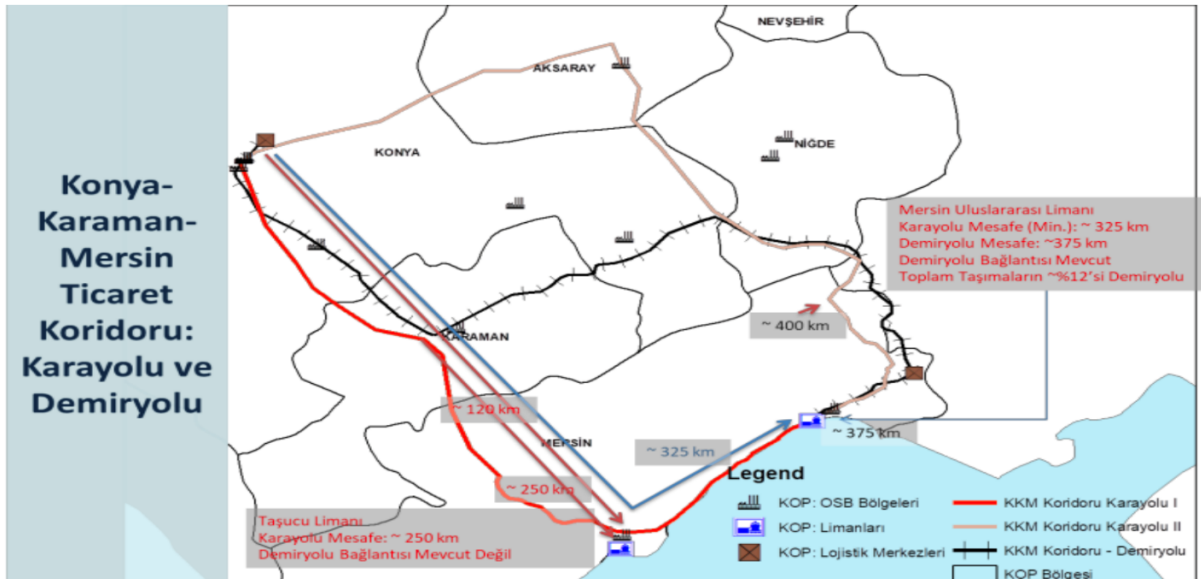 Konya-
Karaman-
Mersin
Ticaret
Koridoru:
Karayolu ve
Demiryolu
NEVŞEHİR
AKSARAY
KONYA
NİĞDE
Mersin Uluslararası Limanı
Karayolu Mesafe (Min.): ~ 325 km
Demiryolu Mesafe: ~375 km
Demiryolu Bağlantısı Mevcut
Toplam Taşımaların ~%12'si Demiryolu
~ 400 km
KARAMAN
~ 120 km
MERSİN
~ 375 km
~ 325 km
~ 250 km
Taşucu Limanı
Karayolu Mesafe: ~ 250 km
Demiryolu Bağlantısı Mevcut Değil
Legend
KOP: OSB Bölgeleri
KOP: Limanları
KOP: Lojistik Merkezleri
KKM Koridoru Karayolu I
KKM Koridoru Karayolu II
KKM Koridoru - Demiryolu
KOP Bölgesi